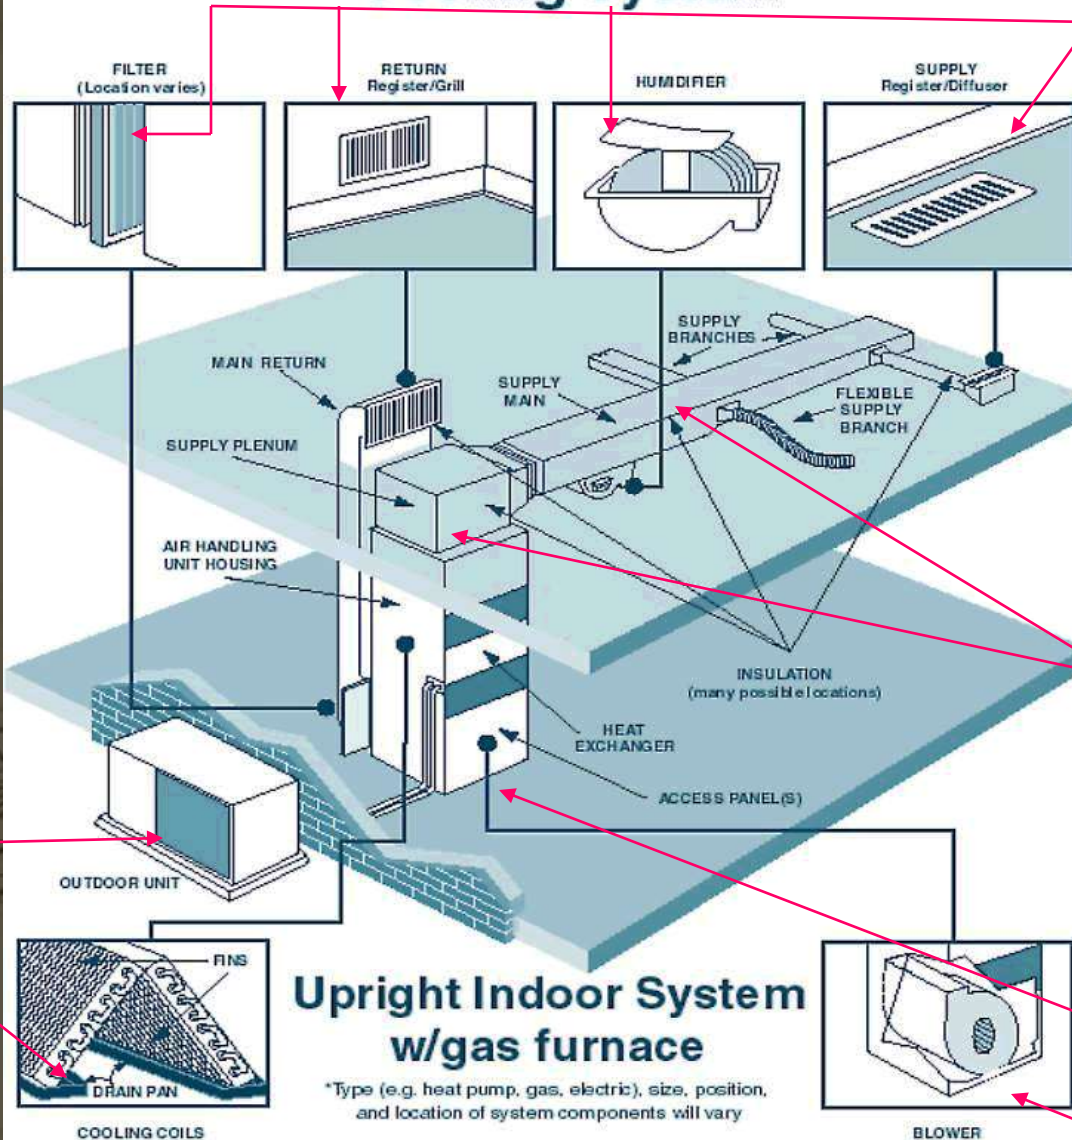 FILTER
(Location varies)
RETURN
Register/Grill
HUMIDIFIER
SUPPLY
Register/Diffuser
MAIN RETURN
SUPPLY PLENUM
AIR HANDLING
UNIT HOUSING
SUPPLY
MAIN
SUPPLY
BRANCHES
FLEXIBLE
SUPPLY
BRANCH
INSULATION
(many possible locations)
HEAT
EXCHANGER
ACCESS PANEL(S)
OUTDOOR UNIT
FINS
DRAIN PAN
COOLING COILS
Upright Indoor System
w/gas furnace
*Type (e.g. heat pump, gas, electric), size, position,
and location of system components will vary
BLOWER